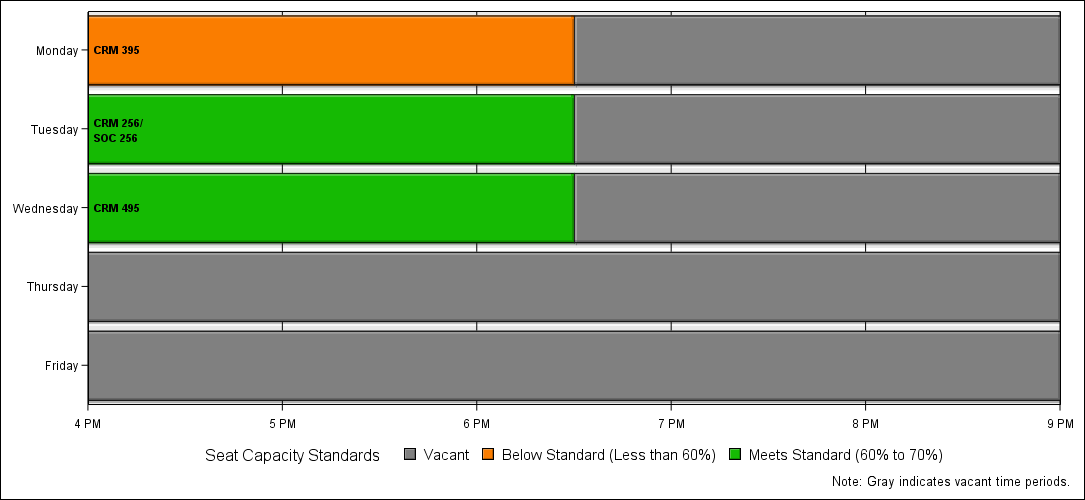 Monday
CRM 395
Tuesday
CRM 256/
SOC 256
Wednesday
CRM 495
Thursday
Friday
4 PM 5 PM 6 PM 7 PM 8 PM 9 PM
Seat Capacity Standards Vacant Below Standard (Less than 60%) Meets Standard (60% to 70%)
Note: Gray indicates vacant time periods.